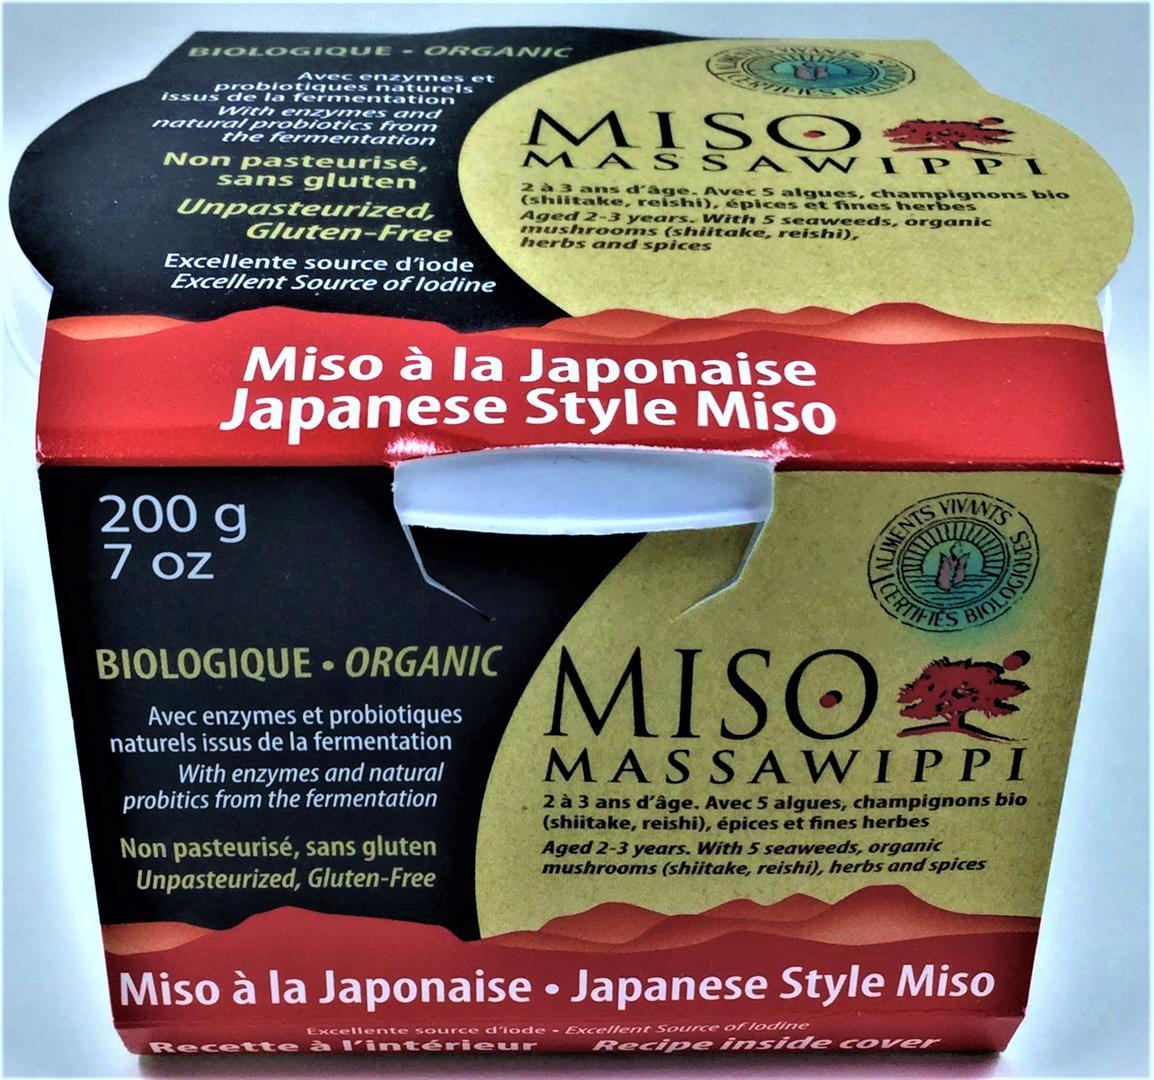 BIOLOGIQUE • ORGANIC
Avec enzymes et
probiotiques naturels
issus de la fermentation
With enzymes and
natural probiotics from
the fermentation
Non pasteurisé,
sans gluten
Unpasteurized,
Gluten-Free
Excellente source d'iode
Excellent Source of Iodine
ALIMENTS VIVANTS
CERTIFIÉS BIOLOGIQUES
MISO
MASSAWIPPI
2 à 3 ans d'âge. Avec 5 algues, champignons bio
(shiitake, reishi), épices et fines herbes
Aged 2-3 years. With 5 seaweeds, organic
mushrooms (shiitake, reishi),
herbs and spices
Miso à la Japonaise
Japanese Style Miso
200 g
7 oz
BIOLOGIQUE • ORGANIC
Avec enzymes et probiotiques
naturels issus de la fermentation
With enzymes and natural
probitics from the fermentation
Non pasteurisé, sans gluten
Unpasteurized, Gluten-Free
ALIMENTS VIVANTS
CERTIFIÉS BIOLOGIQUES
MISO
MASSAWIPPI
2 à 3 ans d'âge. Avec 5 algues, champignons bio
(shiitake, reishi), épices et fines herbes
Aged 2-3 years. With 5 seaweeds, organic
mushrooms (shiitake, reishi), herbs and spices
Miso à la Japonaise • Japanese Style Miso
Excellente source d'iode • Excellent Source of Iodine
Recette à l'intérieur Recipe inside cover